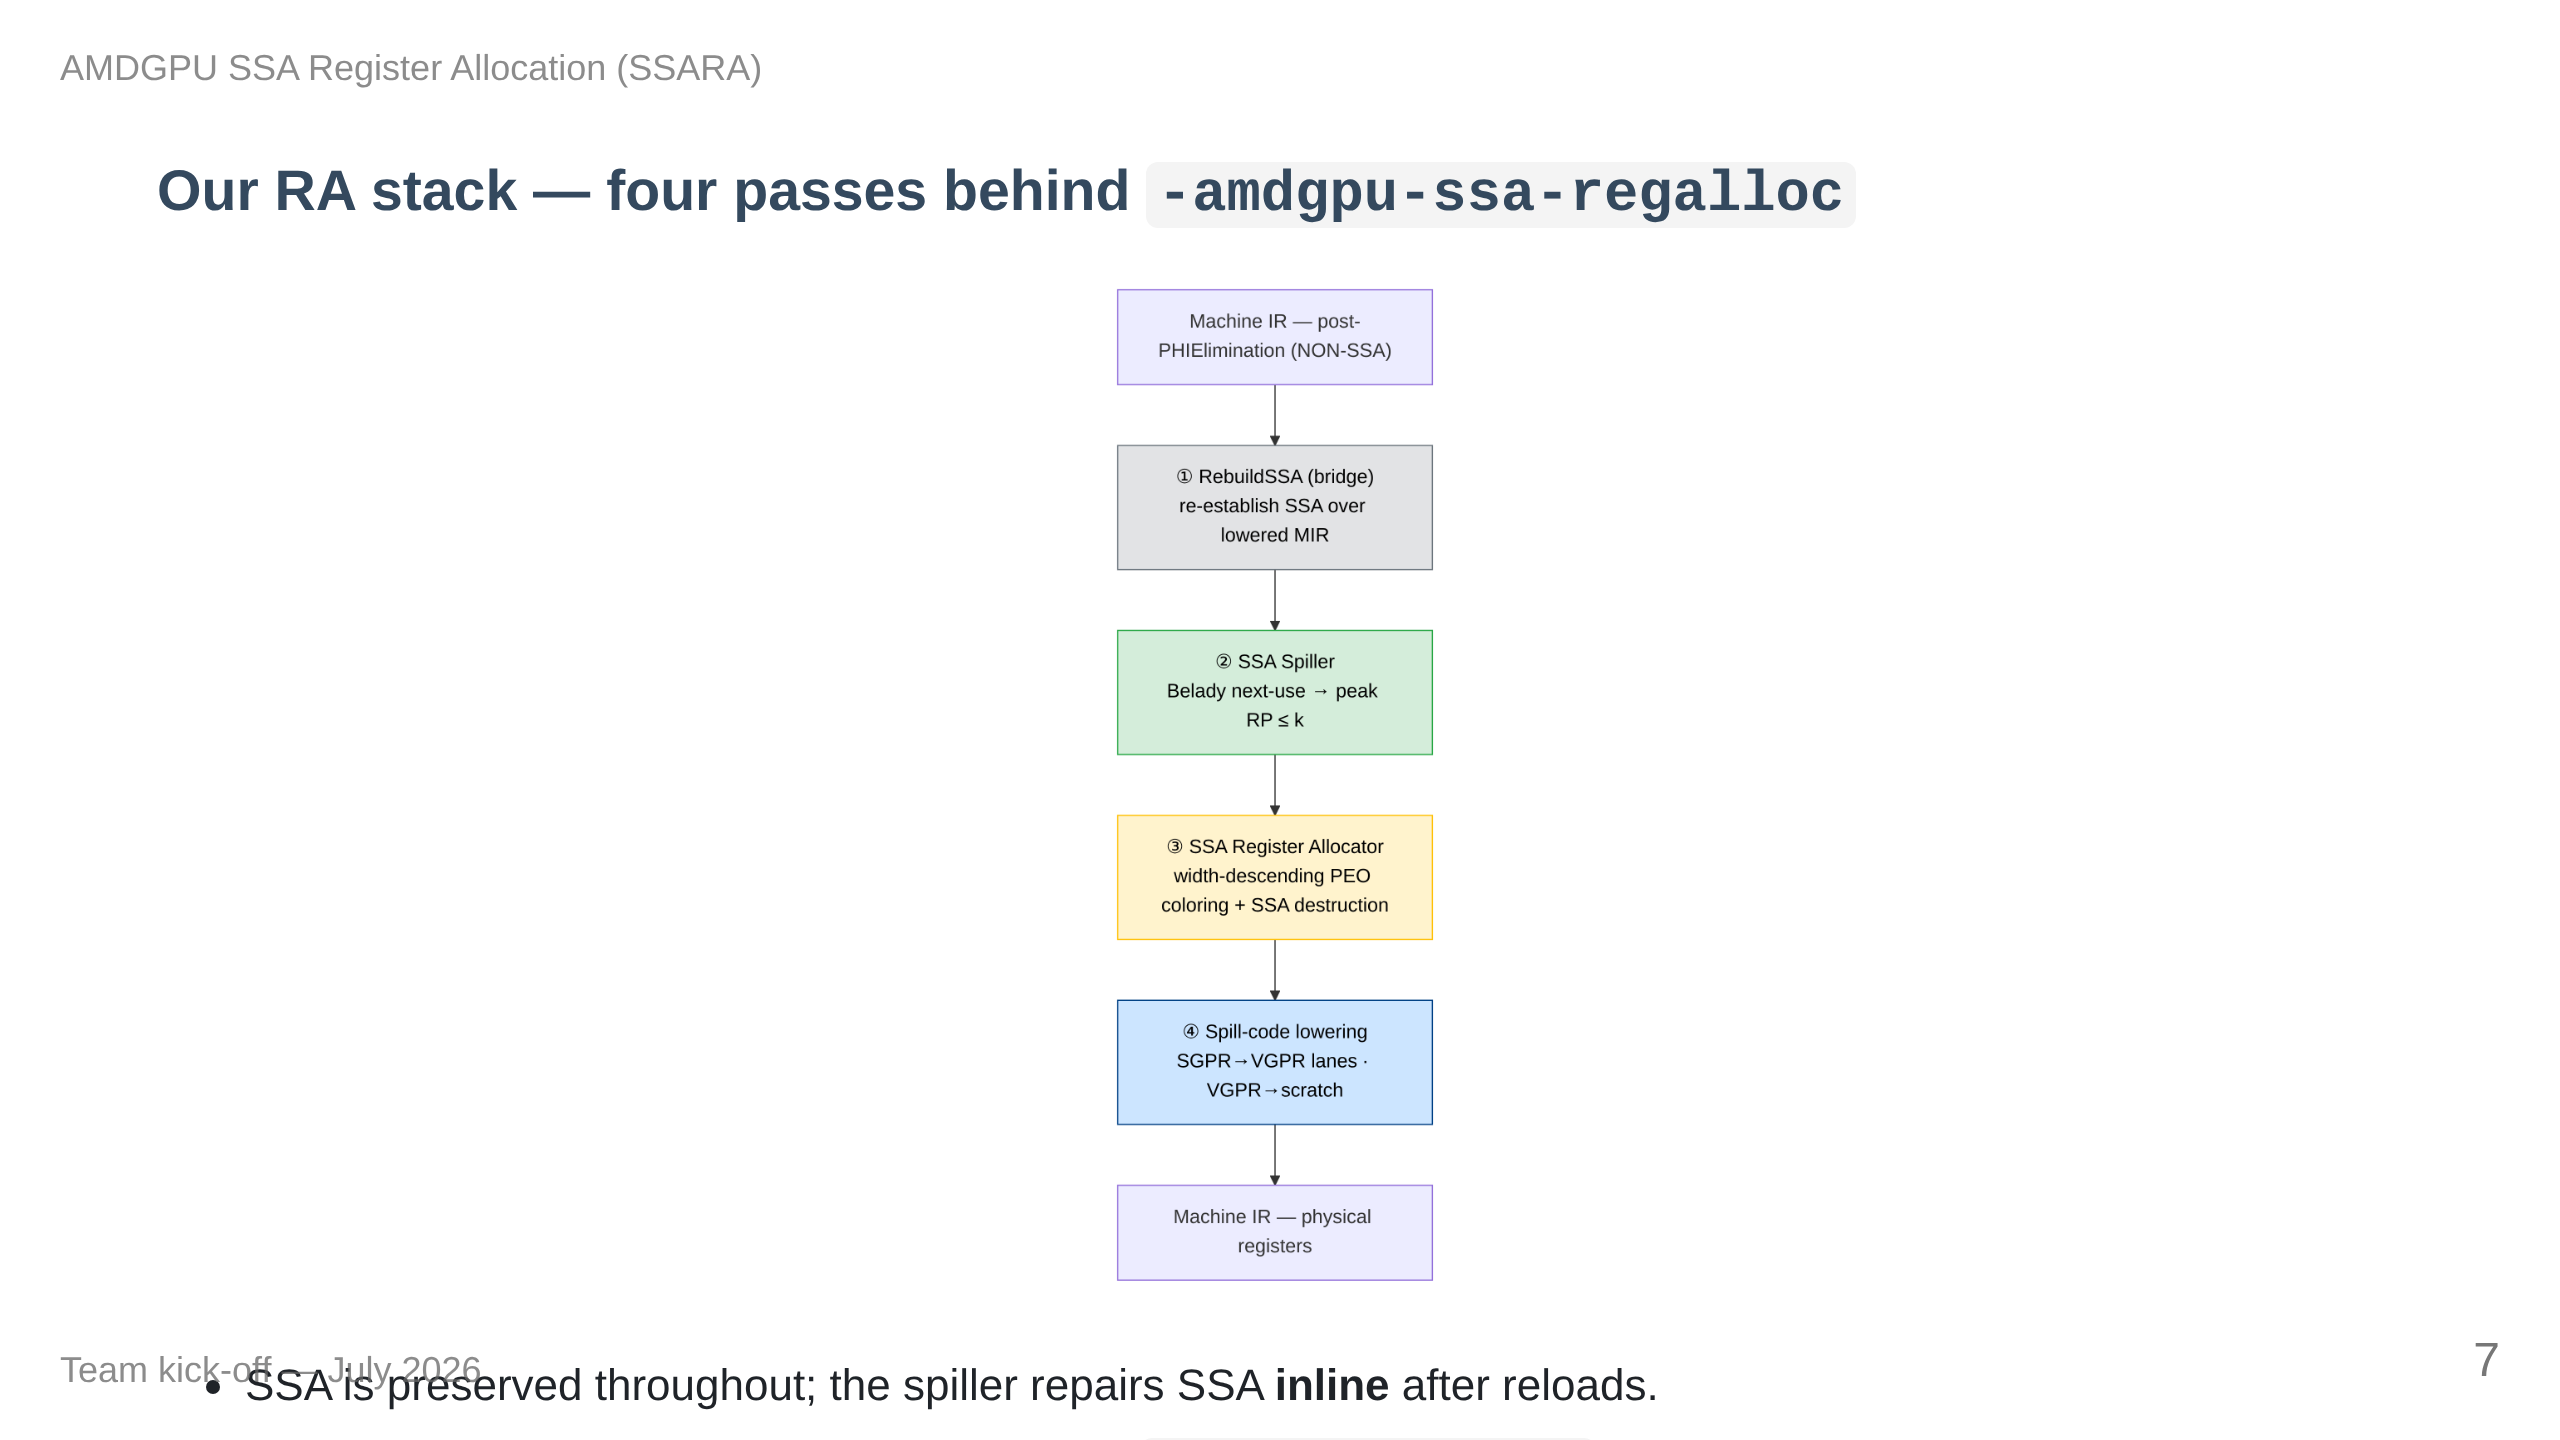 AMDGPU SSA Register Allocation (SSARA)
Our RA stack — four passes behind -amdgpu-ssa-regalloc
Machine IR — post-
PHIElimination (NON-SSA)
① RebuildSSA (bridge)
re-establish SSA over
lowered MIR
② SSA Spiller
Belady next-use → peak
RP ≤ k
③ SSA Register Allocator
width-descending PEO
coloring + SSA destruction
④ Spill-code lowering
SGPR→VGPR lanes ·
VGPR→scratch
Machine IR — physical
registers
Team kick-off — July 2026
• SSA is preserved throughout; the spiller repairs SSA inline after reloads.
7